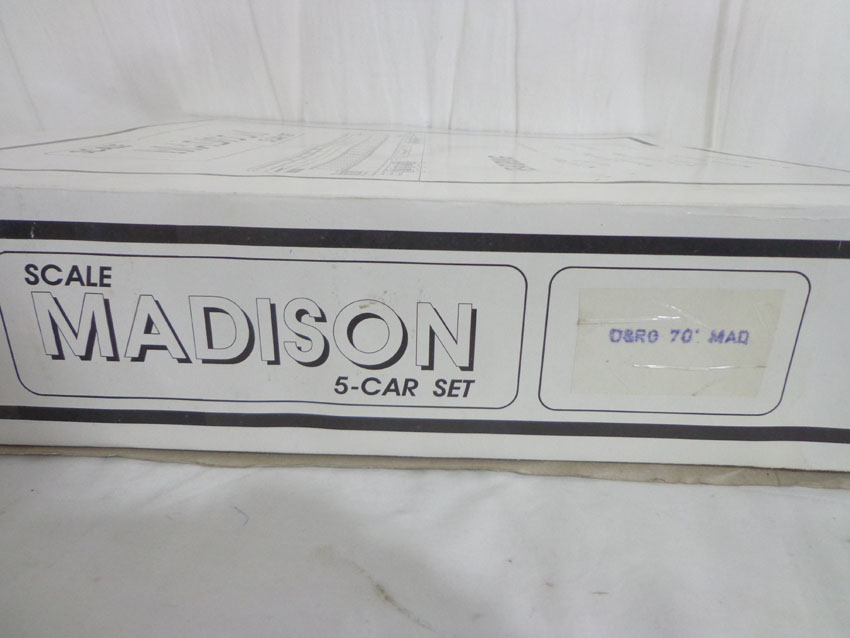 SCALE
MADISON
5-CAR SET
D&RG 70' MAD